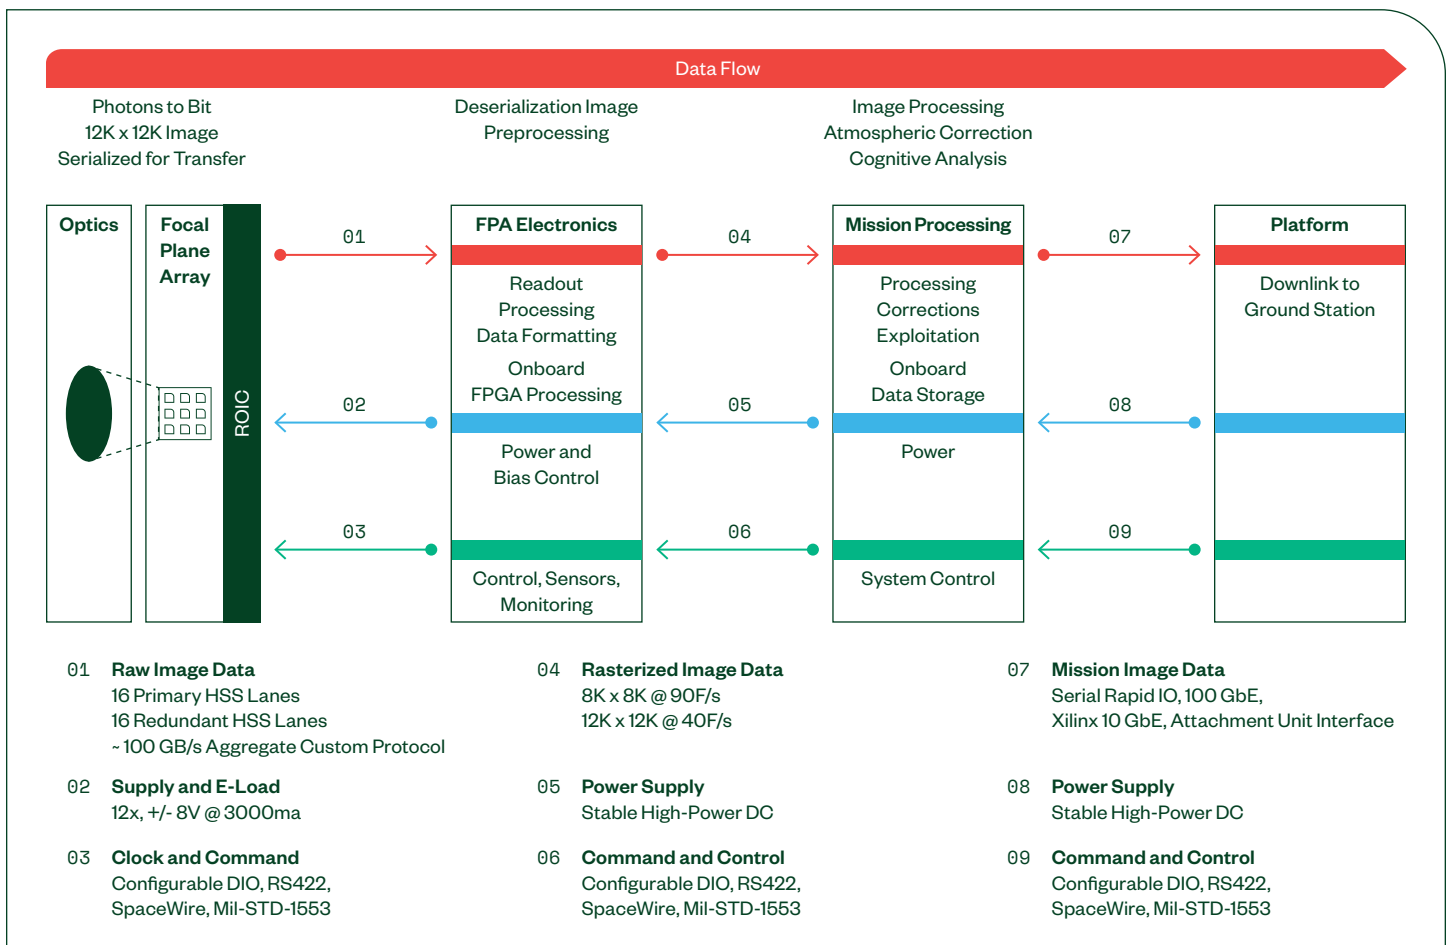 Data Flow
Photons to Bit
12K x 12K Image
Serialized for Transfer
Deserialization Image
Preprocessing
Image Processing
Atmospheric Correction
Cognitive Analysis
Optics
Focal
Plane
Array
ROIC
01
02
03
FPA Electronics
Readout
Processing
Data Formatting
Onboard
FPGA Processing
Power and
Bias Control
Control, Sensors,
Monitoring
04
05
06
Mission Processing
Processing
Corrections
Exploitation
Onboard
Data Storage
Power
System Control
07
08
09
Platform
Downlink to
Ground Station
01 Raw Image Data
16 Primary HSS Lanes
16 Redundant HSS Lanes
~ 100 GB/s Aggregate Custom Protocol
02 Supply and E-Load
12x, +/- 8V @ 3000ma
03 Clock and Command
Configurable DIO, RS422,
SpaceWire, Mil-STD-1553
04 Rasterized Image Data
8K x 8K @ 90F/s
12K x 12K @ 40F/s
05 Power Supply
Stable High-Power DC
06 Command and Control
Configurable DIO, RS422,
SpaceWire, Mil-STD-1553
07 Mission Image Data
Serial Rapid IO, 100 GbE,
Xilinx 10 GbE, Attachment Unit Interface
08 Power Supply
Stable High-Power DC
09 Command and Control
Configurable DIO, RS422,
SpaceWire, Mil-STD-1553